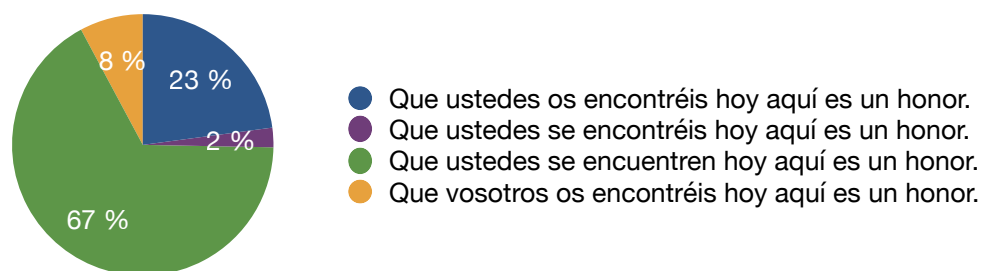 8 %
23 %
2 %
67 %
Que ustedes os encontréis hoy aquí es un honor.
Que ustedes se encontréis hoy aquí es un honor.
Que ustedes se encuentren hoy aquí es un honor.
Que vosotros os encontréis hoy aquí es un honor.